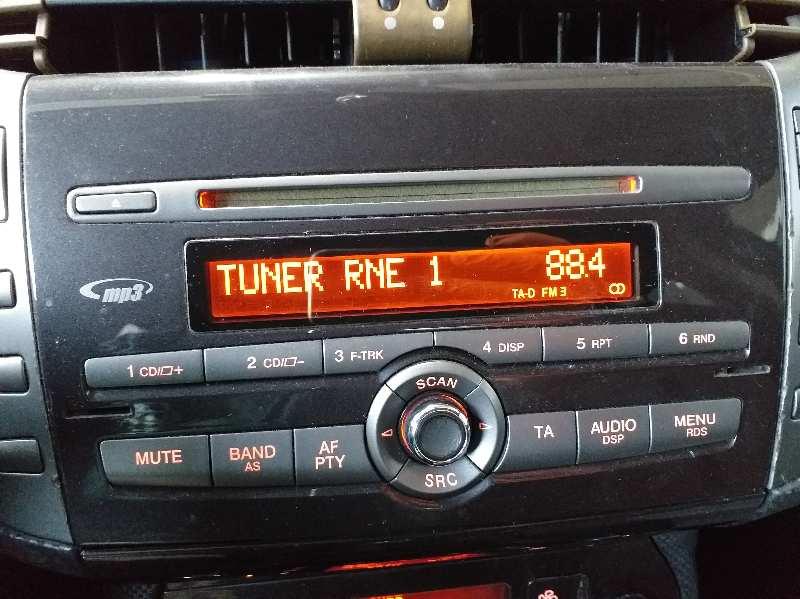 TUNER RNE 1 88.4
TA-D FM3
mp3
1 CD/+ 2 CD/- 3 F-TRK 4 DISP 5 RPT 6 RND
SCAN
MUTE BAND AS AF PTY TA AUDIO DSP MENU RDS
SRC